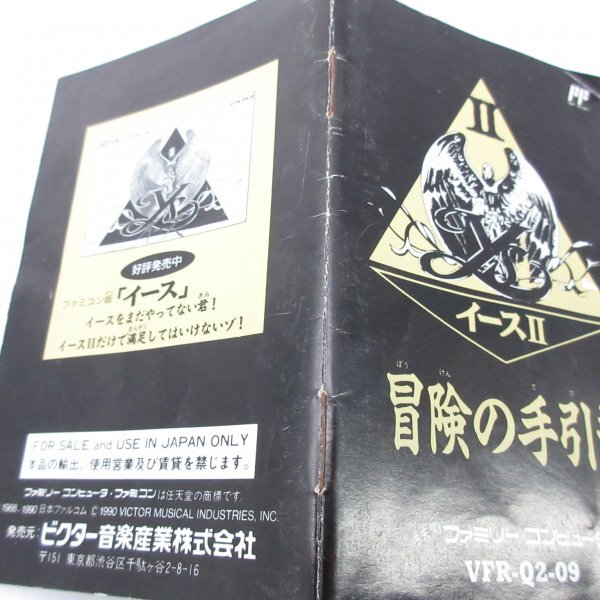 Ys
好評発売中
ファミコン版「イース」
イースをまだやってない君！
イースIIだけで満足してはいけないゾ！
FOR SALE and USE IN JAPAN ONLY
本品の輸出、使用営業及び賃貸を禁じます。
ファミリーコンピュータ・ファミコンは任天堂の商標です。
1988, 1990 日本ファルコム © 1990 VICTOR MUSICAL INDUSTRIES, INC.
発売元：ビクター音楽産業株式会社
〒151 東京都渋谷区千駄ヶ谷2-8-16
II
Ys
イースII
冒険の手引
ファミリー コンピュータ
VFR-Q2-09